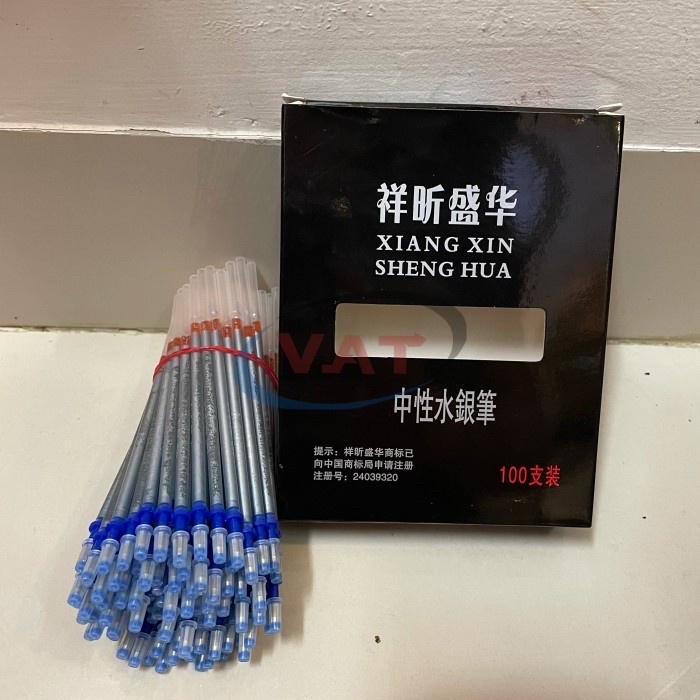 祥昕盛华
XIANG XIN
SHENG HUA
VAT
中性水銀筆
提示：祥昕盛华商标已
向中国商标局申请注册
注册号：24039320
100支装